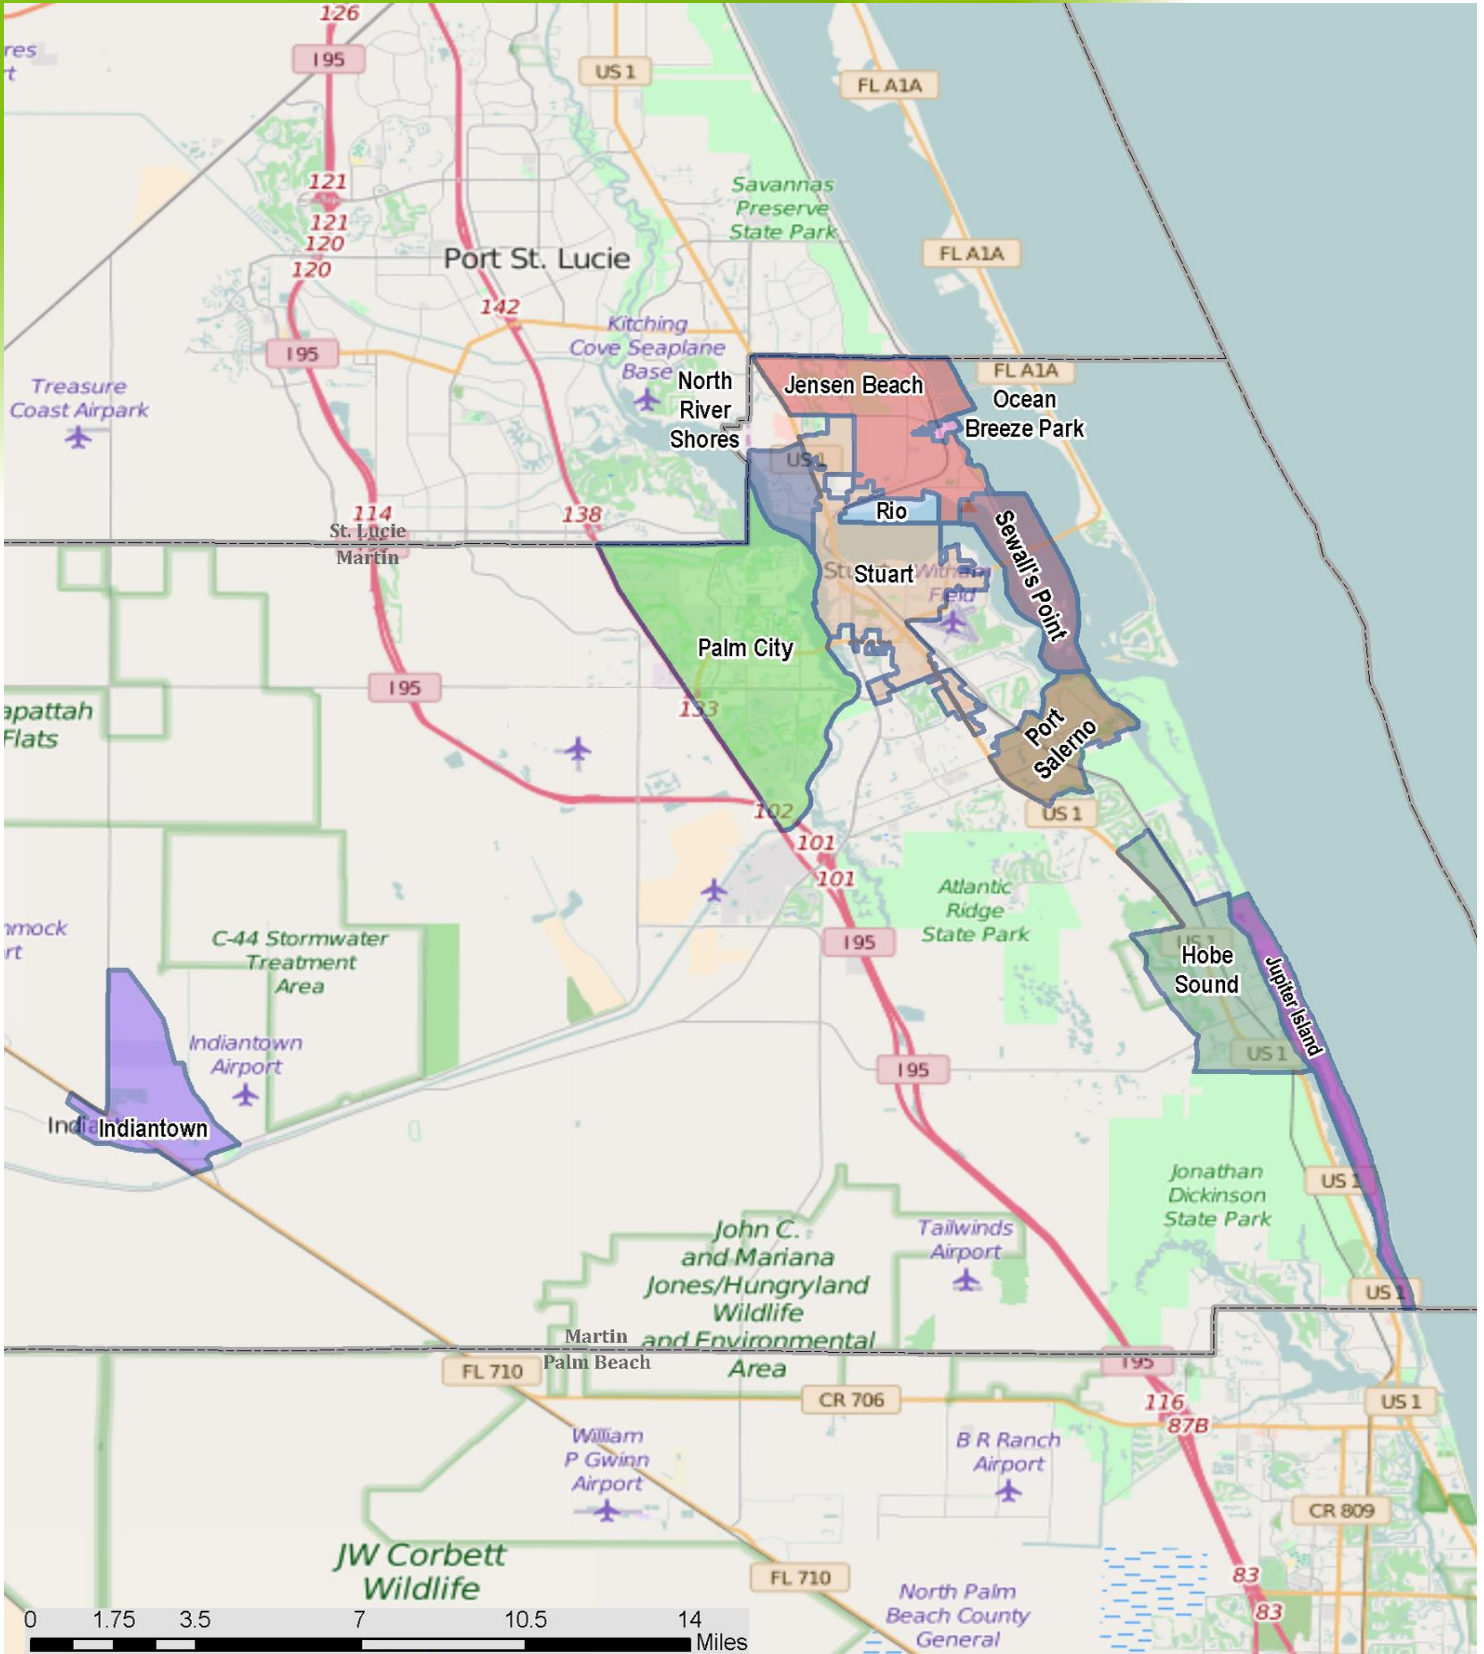 126
res
rt
I 95
US 1
FL A1A
121
Savannas
Preserve
State Park
121
120
120
Port St. Lucie
FL A1A
142
Kitching
Cove Seaplane
Base
I 95
Treasure
Coast Airpark
North
River
Shores
Jensen Beach
FL A1A
Ocean
Breeze Park
US 1
114
138
St. Lucie
Martin
Rio
Sewall's Point
Stuart
Witham
Field
Palm City
I 95
133
apattah
Flats
Port
Salerno
102
US 1
101
101
Atlantic
Ridge
State Park
mmock
rt
C-44 Stormwater
Treatment
Area
I 95
US 1
Hobe
Sound
Jupiter Island
Indiantown
Airport
I 95
US 1
India
Indiantown
Jonathan
Dickinson
State Park
US 1
John C.
and Mariana
Jones/Hungryland
Wildlife
and Environmental
Area
Tailwinds
Airport
US 1
Martin
Palm Beach
FL 710
I 95
CR 706
116
87B
US 1
William
P Gwinn
Airport
B R Ranch
Airport
CR 809
JW Corbett
Wildlife
FL 710
North Palm
Beach County
General
83
83
0 1.75 3.5 7 10.5 14
Miles